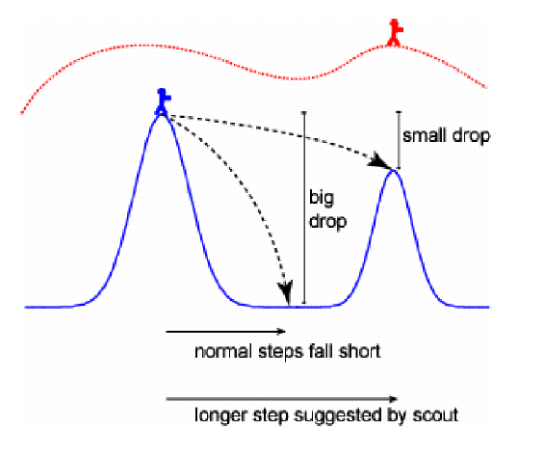 small drop
big
drop
normal steps fall short
longer step suggested by scout